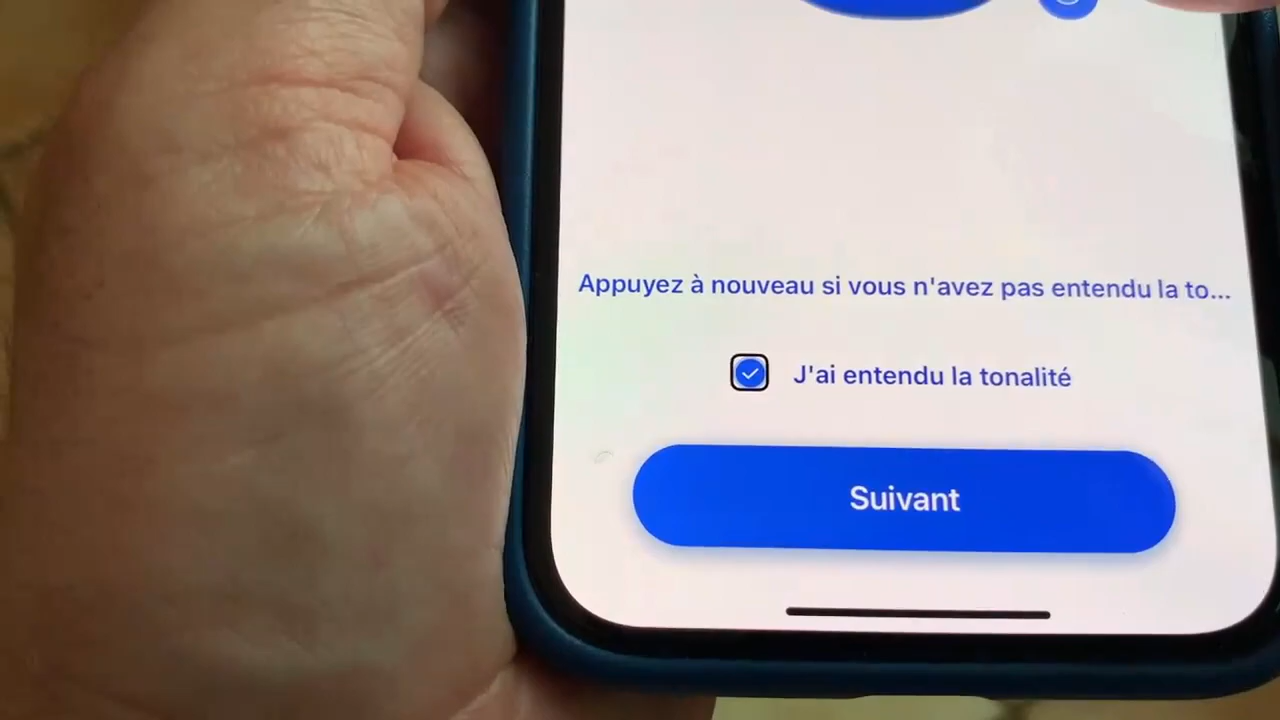 Appuyez à nouveau si vous n'avez pas entendu la to...
J'ai entendu la tonalité
Suivant